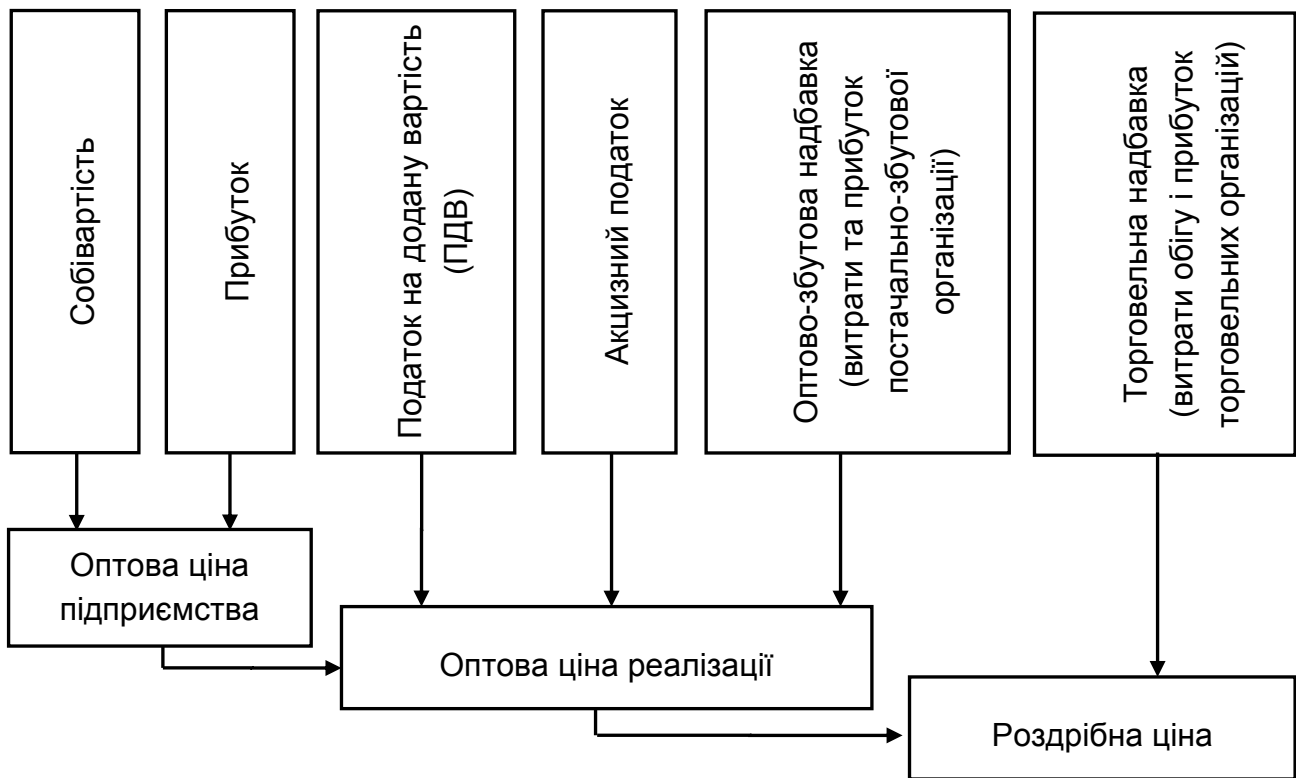 Собівартість
Прибуток
Податок на додану вартість
(ПДВ)
Акцизний податок
Оптово-збутова надбавка
(витрати та прибуток
постачально-збутової
організації)
Торговельна надбавка
(витрати обігу і прибуток
торговельних організацій)
Оптова ціна
підприємства
Оптова ціна реалізації
Роздрібна ціна